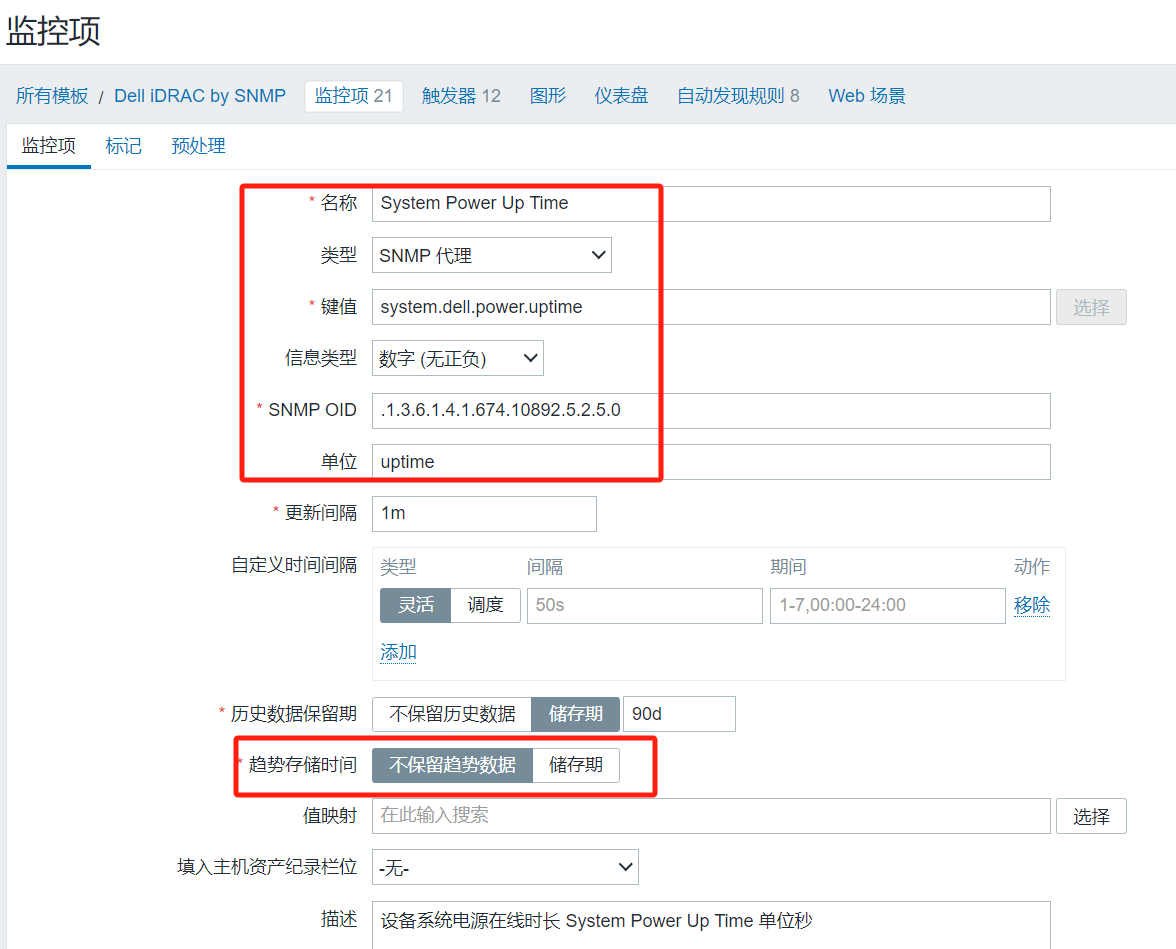 监控项
所有模板 / Dell iDRAC by SNMP 监控项 21 触发器 12 图形 仪表盘 自动发现规则 8 Web 场景
监控项 标记 预处理
* 名称 System Power Up Time
类型 SNMP 代理
* 键值 system.dell.power.uptime 选择
信息类型 数字 (无正负)
* SNMP OID .1.3.6.1.4.1.674.10892.5.2.5.0
单位 uptime
* 更新间隔 1m
自定义时间间隔 类型 间隔 期间 动作
灵活 调度 50s 1-7,00:00-24:00 移除
添加
* 历史数据保留期 不保留历史数据 储存期 90d
* 趋势存储时间 不保留趋势数据 储存期
值映射 在此输入搜索 选择
填入主机资产纪录栏位 -无-
描述 设备系统电源在线时长 System Power Up Time 单位秒